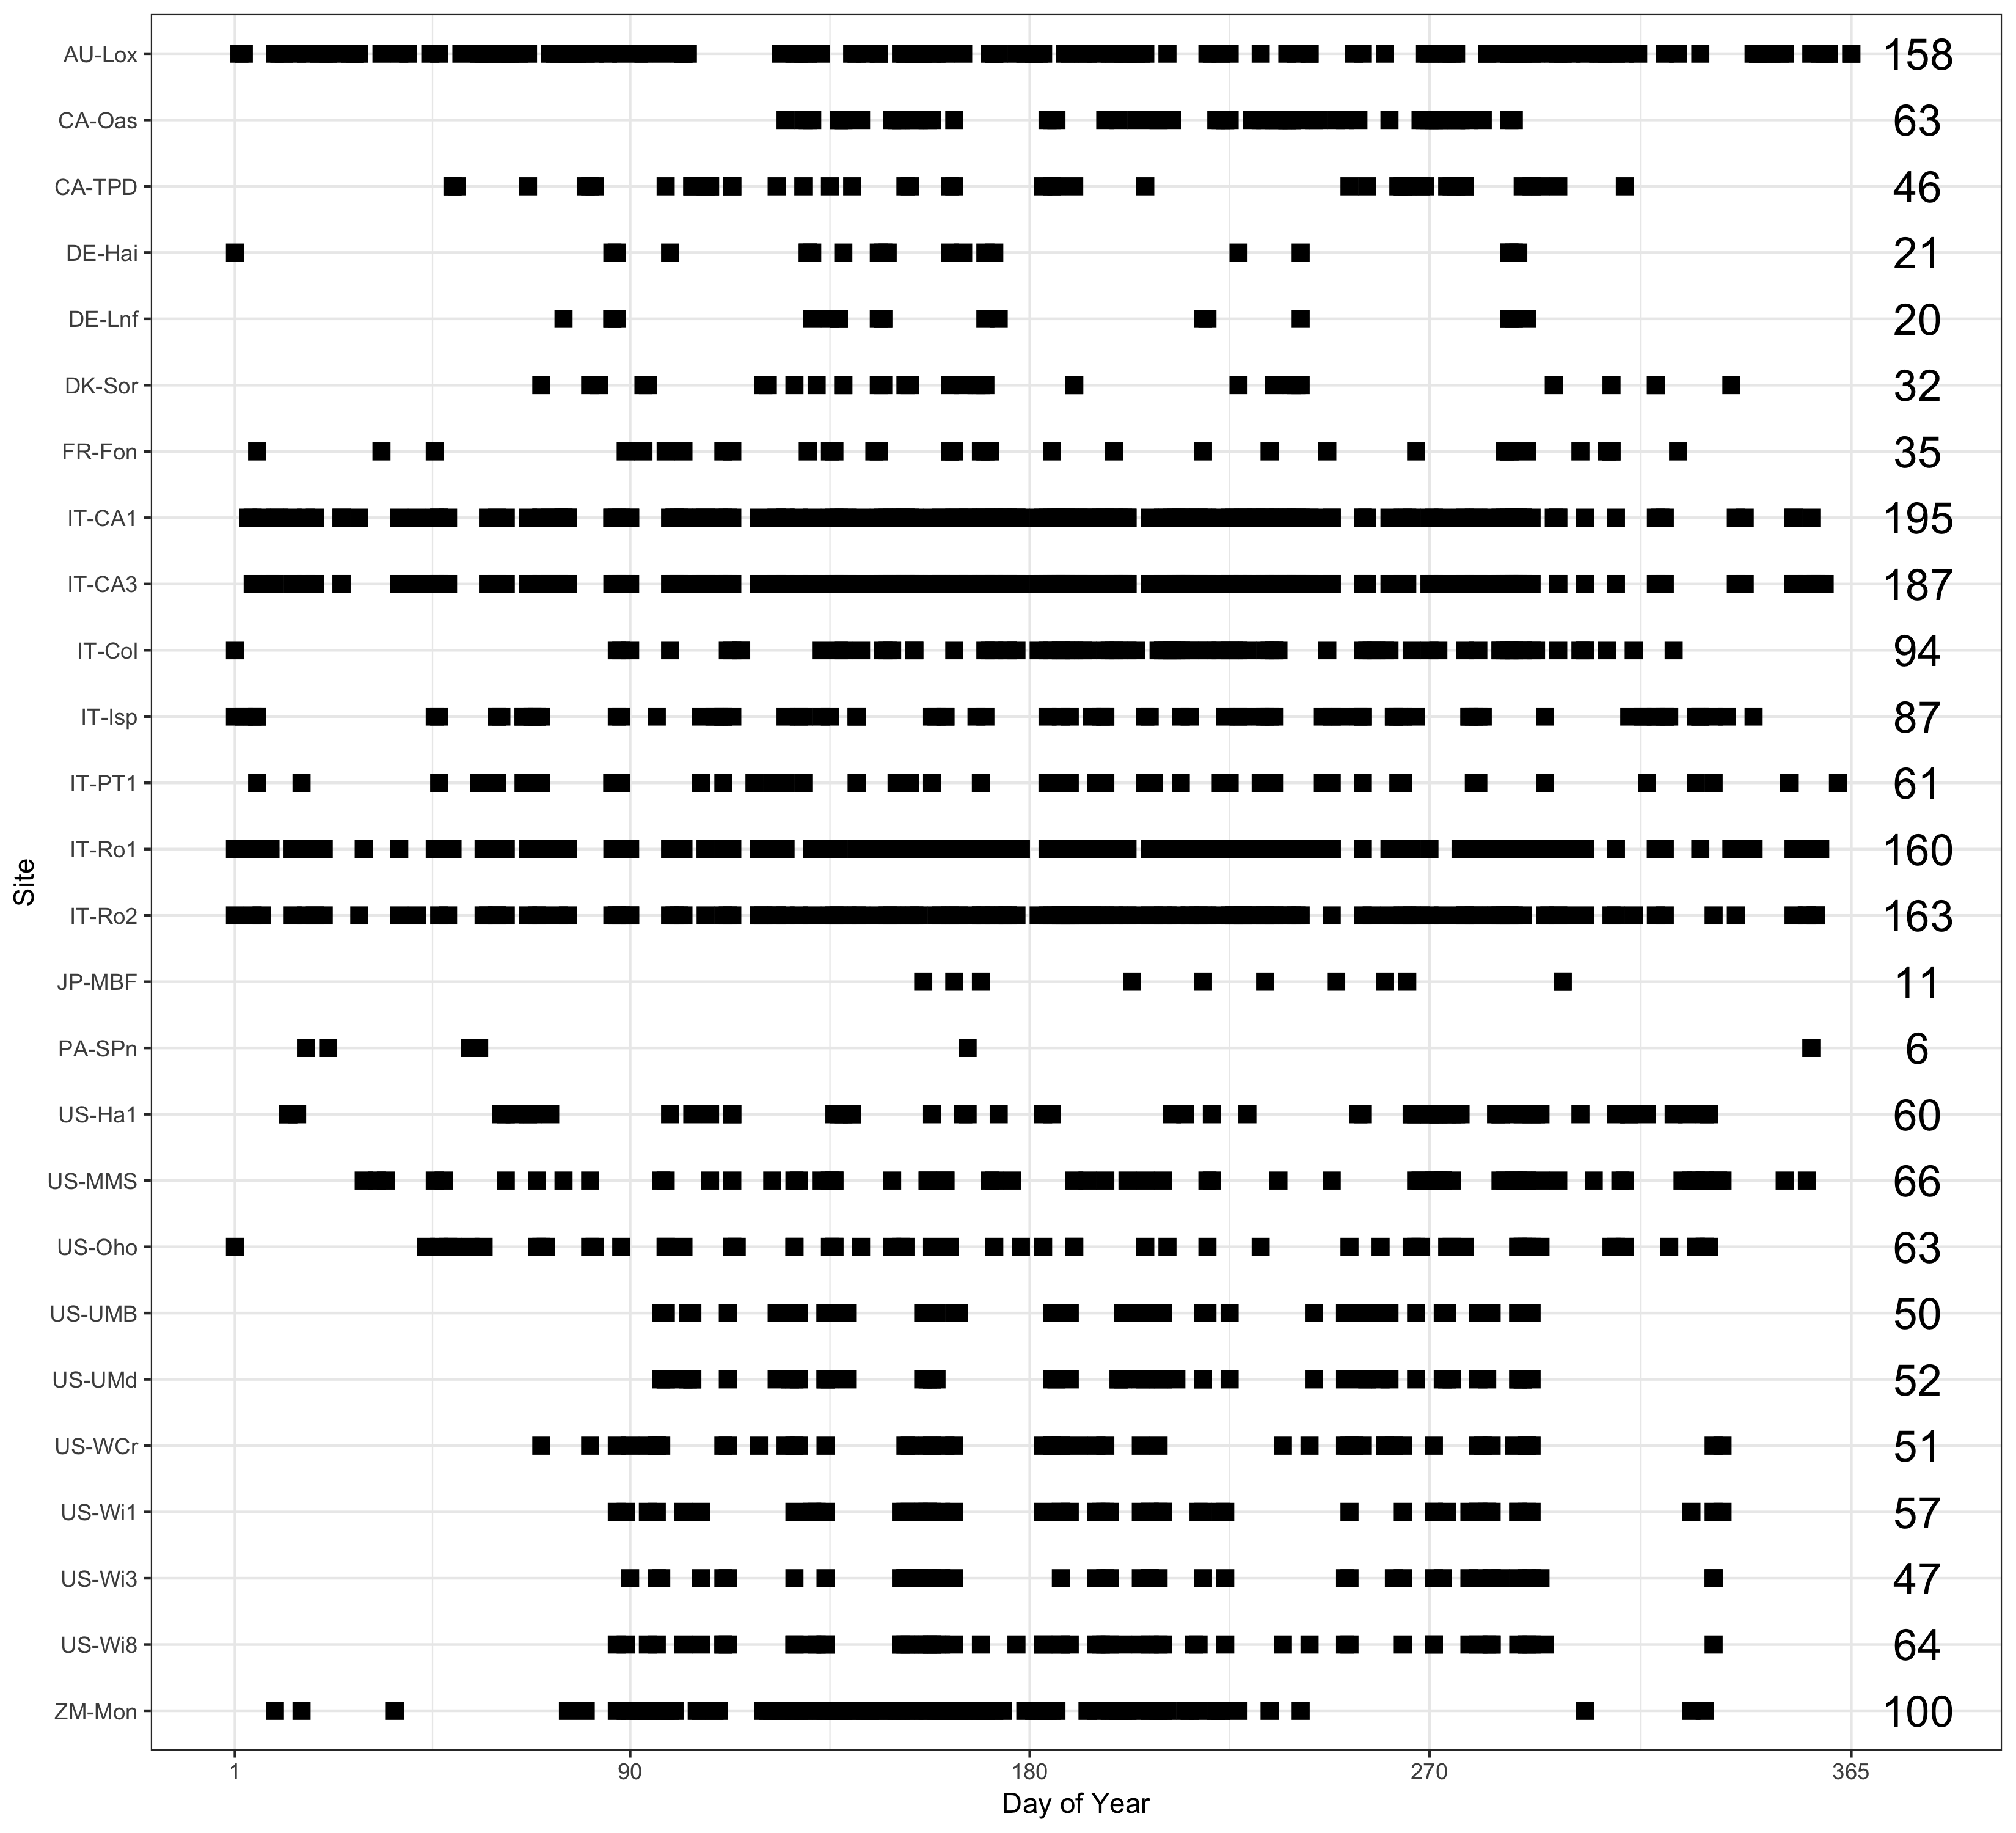 AU-Lox 158
CA-Oas 63
CA-TPD 46
DE-Hai 21
DE-Lnf 20
DK-Sor 32
FR-Fon 35
IT-CA1 195
IT-CA3 187
IT-Col 94
IT-Isp 87
IT-PT1 61
IT-Ro1 160
IT-Ro2 163
JP-MBF 11
PA-SPn 6
US-Ha1 60
US-MMS 66
US-Oho 63
US-UMB 50
US-UMd 52
US-WCr 51
US-Wi1 57
US-Wi3 47
US-Wi8 64
ZM-Mon 100
Site
1 90 180 270 365
Day of Year